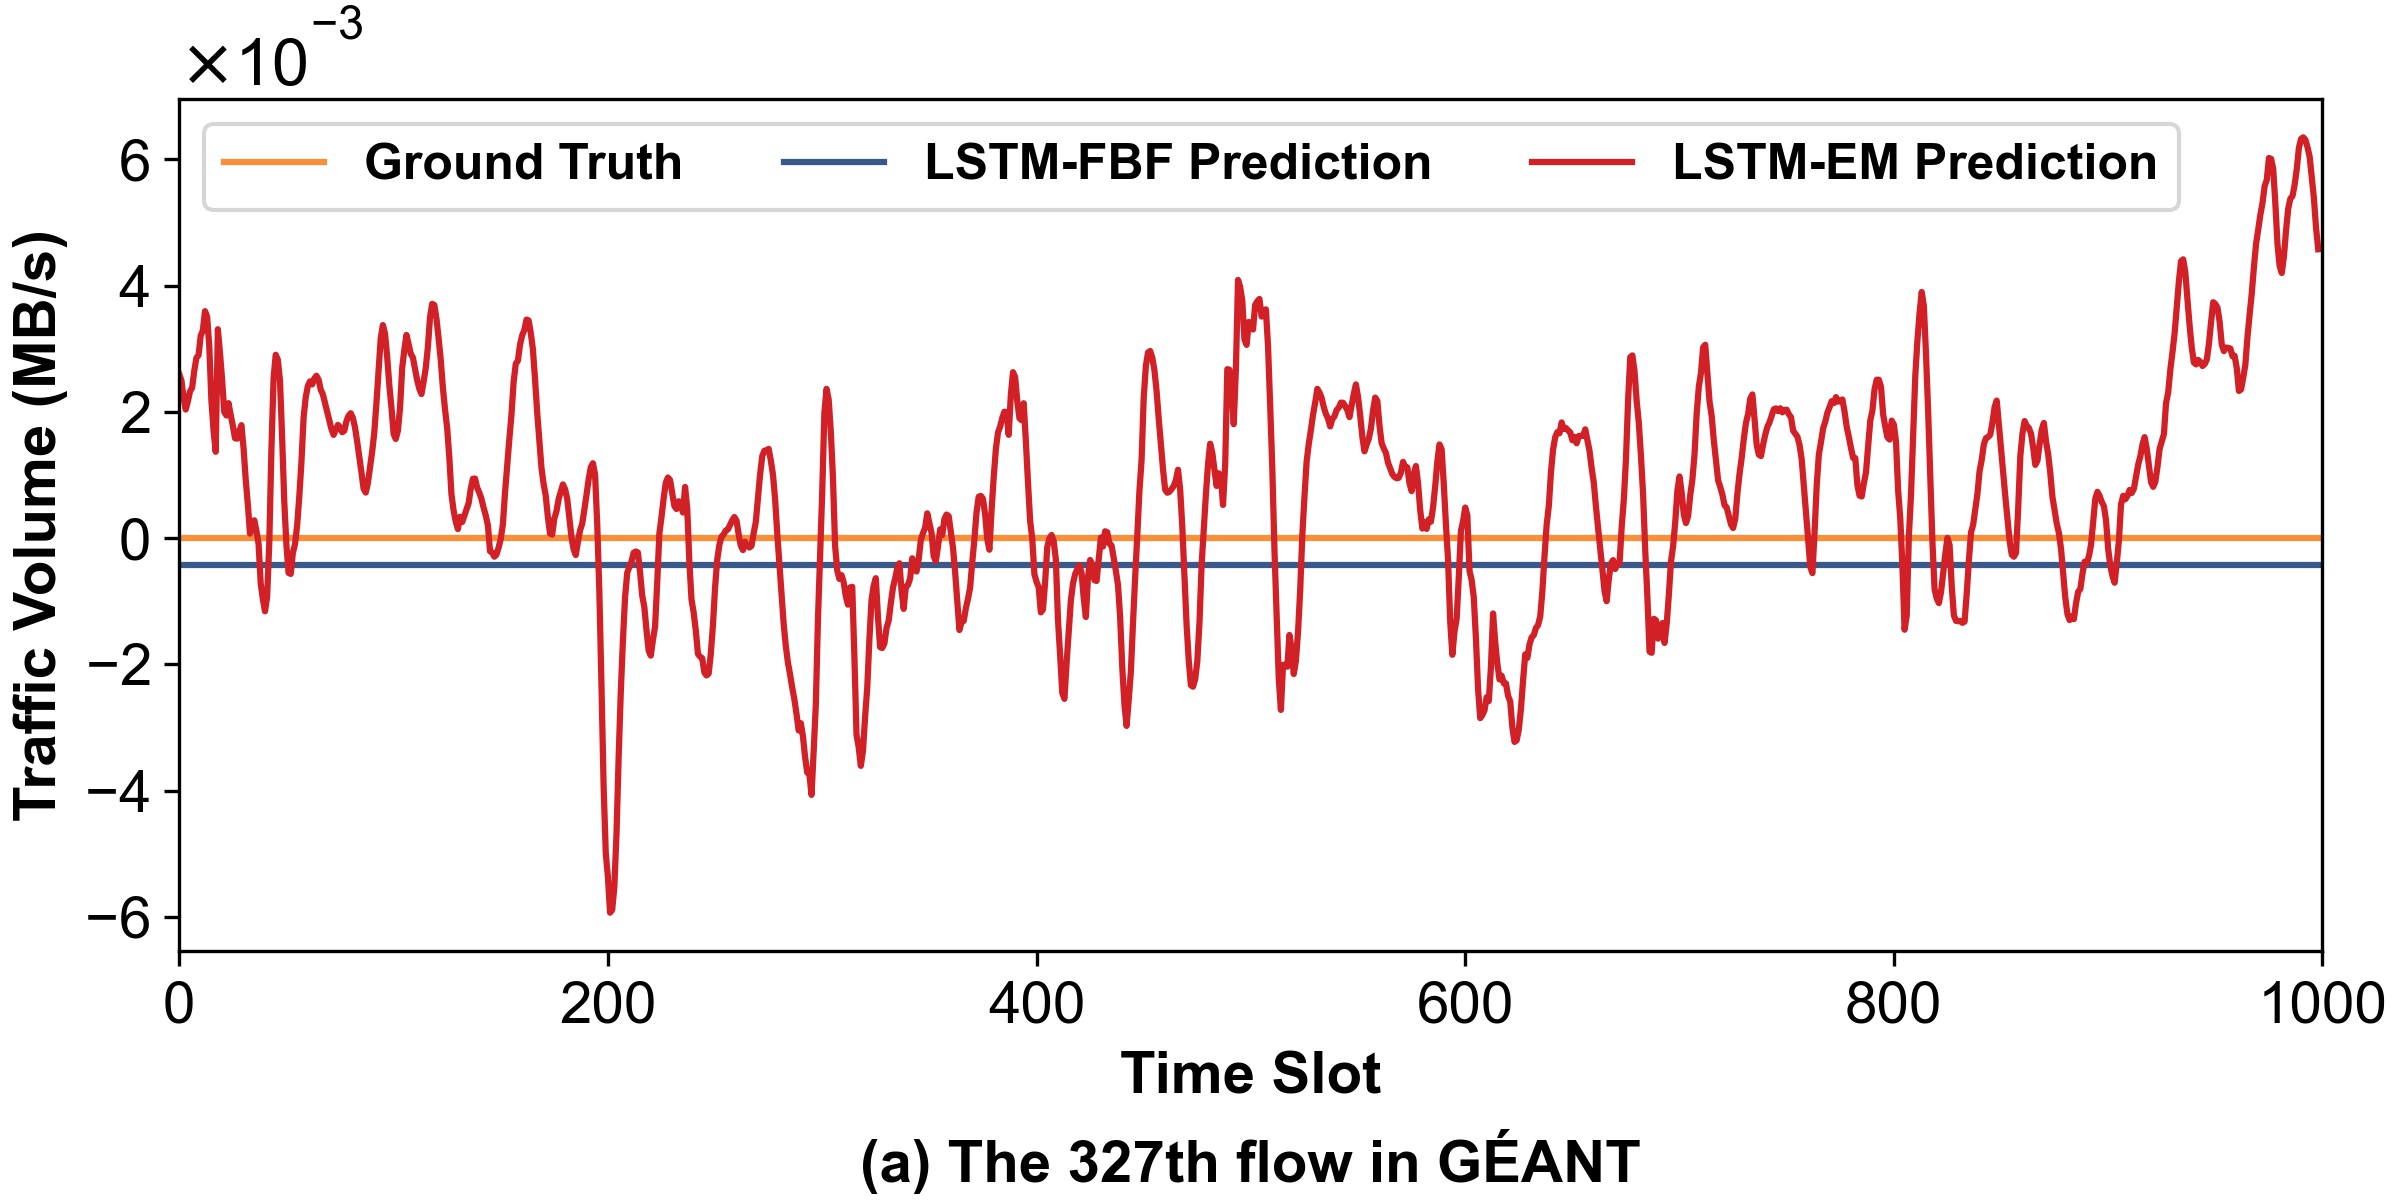 ×10⁻³
Ground Truth LSTM-FBF Prediction LSTM-EM Prediction
6
4
2
0
−2
−4
−6
Traffic Volume (MB/s)
0 200 400 600 800 1000
Time Slot
(a) The 327th flow in GÉANT